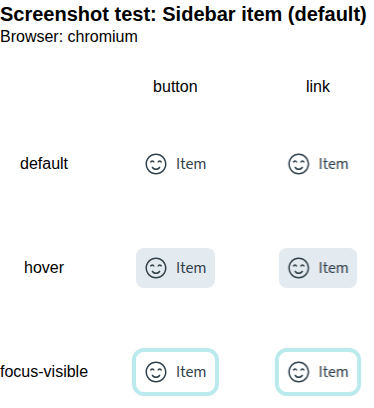 Screenshot test: Sidebar item (default)
Browser: chromium
button link
default Item Item
hover Item Item
focus-visible Item Item